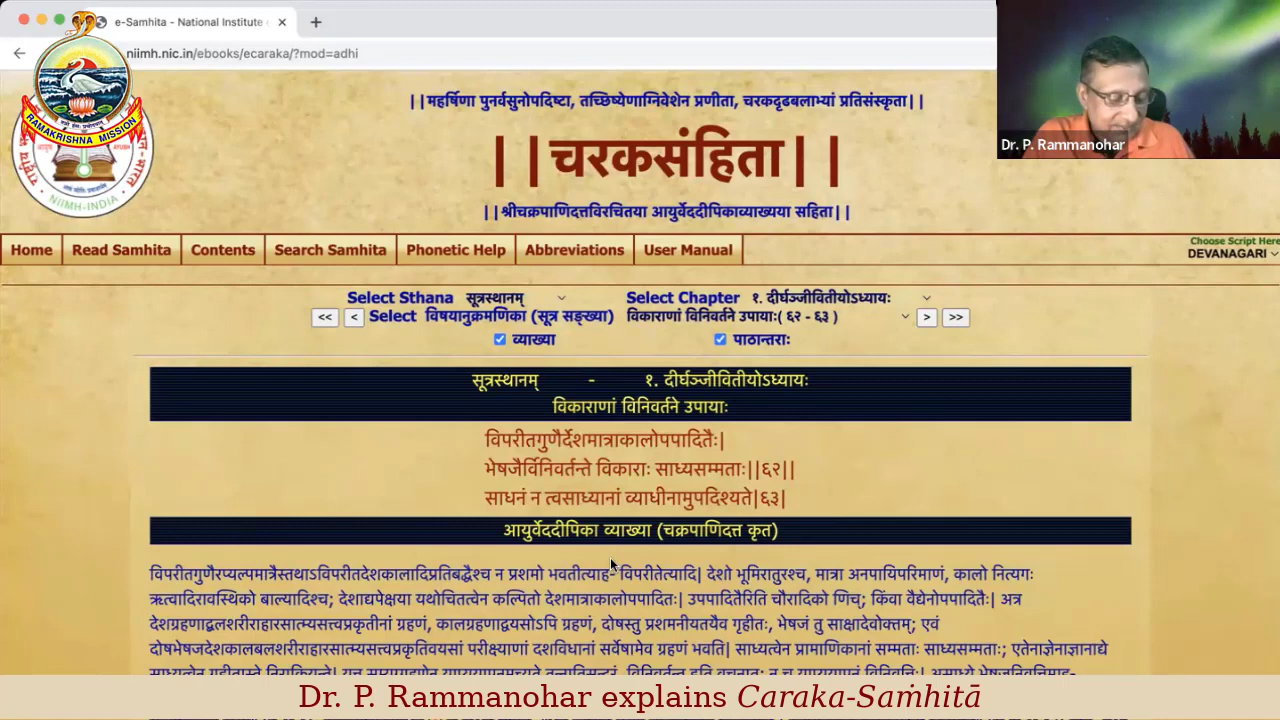 e-Samhita - National Institute
niimh.nic.in/ebooks/ecaraka/?mod=adhi
RAMAKRISHNA MISSION
NIIMH-INDIA
Dr. P. Rammanohar
||महर्षिणा पुनर्वसुनोपदिष्टा, तच्छिष्येणाग्निवेशेन प्रणीता, चरकदृढबलाभ्यां प्रतिसंस्कृता||
||चरकसंहिता||
||श्रीचक्रपाणिदत्तविरचितया आयुर्वेददीपिकाव्याख्यया सहिता||
Home Read Samhita Contents Search Samhita Phonetic Help Abbreviations User Manual
Choose Script Here
DEVANAGARI
Select Sthana सूत्रस्थानम् Select Chapter १. दीर्घञ्जीवितीयोऽध्यायः
<< < Select विषयानुक्रमणिका (सूत्र सङ्ख्या) विकाराणां विनिवर्तने उपायाः( ६२ - ६३ ) > >>
व्याख्या पाठान्तराः
सूत्रस्थानम् - १. दीर्घञ्जीवितीयोऽध्यायः
विकाराणां विनिवर्तने उपायाः
विपरीतगुणैर्देशमात्राकालोपपादितैः|
भेषजैर्विनिवर्तन्ते विकाराः साध्यसम्मताः||६२||
साधनं न त्वसाध्यानां व्याधीनामुपदिश्यते|६३|
आयुर्वेददीपिका व्याख्या (चक्रपाणिदत्त कृत)
विपरीतगुणैरप्यल्पमात्रैस्तथाऽविपरीतदेशकालादिप्रतिबद्धैश्च न प्रशमो भवतीत्याह- विपरीतेत्यादि| देशो भूमिरातुरश्च, मात्रा अनपायिपरिमाणं, कालो नित्यगः
ऋत्वादिरावस्थिको बाल्यादिश्च; देशाद्यपेक्षया यथोचितत्वेन कल्पितो देशमात्राकालोपपादितः| उपपादितैरिति चौरादिको णिच्; किंवा वैद्येनोपपादितैः| अत्र
देशग्रहणाद्बलशरीराहारसात्म्यसत्त्वप्रकृतीनां ग्रहणं, कालग्रहणाद्वयसोऽपि ग्रहणं, दोषस्तु प्रशमनीयतयैव गृहीतः, भेषजं तु साक्षादेवोक्तम्; एवं
दोषभेषजदेशकालबलशरीराहारसात्म्यसत्त्वप्रकृतिवयसां परीक्ष्याणां दशविधानां सर्वेषामेव ग्रहणं भवति| साध्यत्वेन प्रामाणिकानां सम्मताः साध्यसम्मताः; एतेनाज्ञेनाज्ञानाद्ये
Dr. P. Rammanohar explains Caraka-Saṁhitā